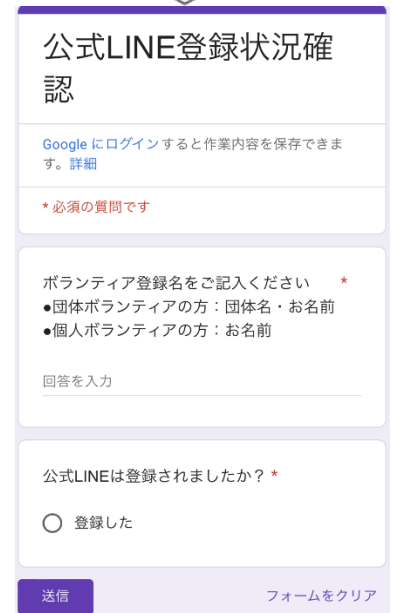 公式LINE登録状況確
認
Google にログインすると作業内容を保存できま
す。詳細
* 必須の質問です
ボランティア登録名をご記入ください *
●団体ボランティアの方：団体名・お名前
●個人ボランティアの方：お名前
回答を入力
公式LINEは登録されましたか？ *
登録した
送信
フォームをクリア